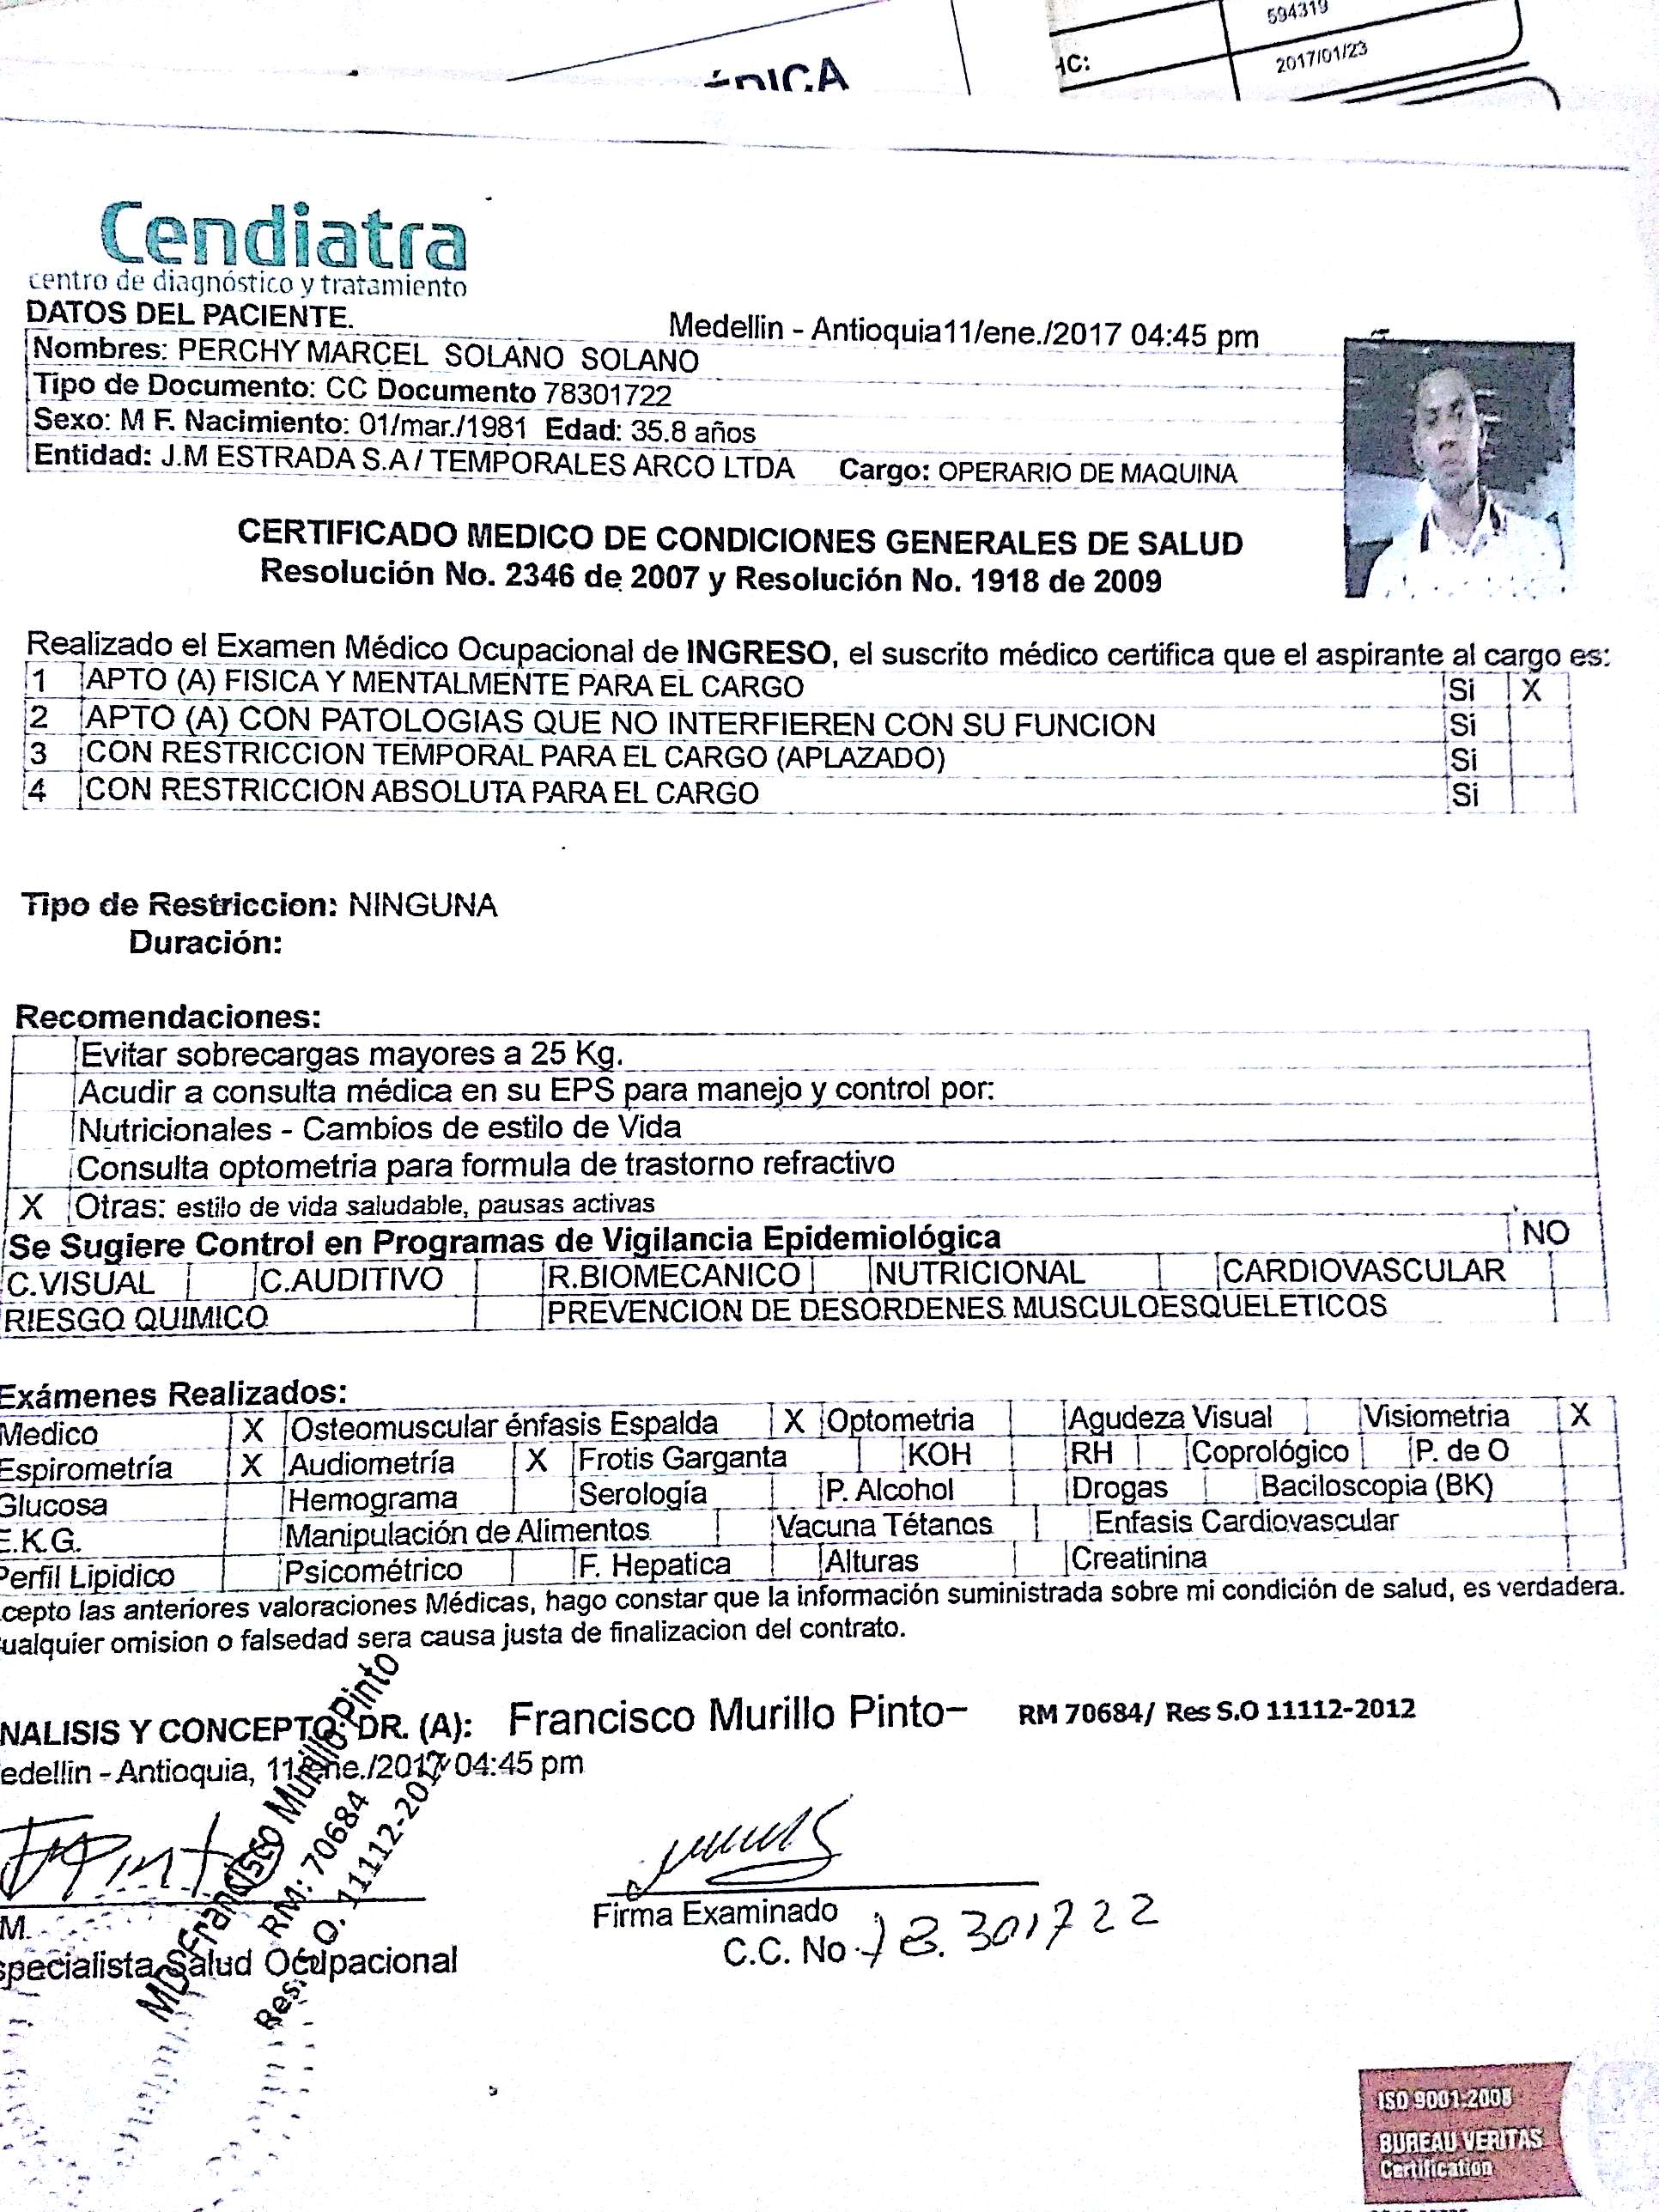 594319
2017/01/23
Cendiatra
centro de diagnóstico y tratamiento
DATOS DEL PACIENTE.
Medellin - Antioquia11/ene./2017 04:45 pm
Nombres: PERCHY MARCEL SOLANO SOLANO
Tipo de Documento: CC Documento 78301722
Sexo: M F. Nacimiento: 01/mar./1981 Edad: 35.8 años
Entidad: J.M ESTRADA S.A / TEMPORALES ARCO LTDA Cargo: OPERARIO DE MAQUINA
CERTIFICADO MEDICO DE CONDICIONES GENERALES DE SALUD
Resolución No. 2346 de 2007 y Resolución No. 1918 de 2009
Realizado el Examen Médico Ocupacional de INGRESO, el suscrito médico certifica que el aspirante al cargo es:
1 APTO (A) FISICA Y MENTALMENTE PARA EL CARGO Si X
2 APTO (A) CON PATOLOGIAS QUE NO INTERFIEREN CON SU FUNCION Si
3 CON RESTRICCION TEMPORAL PARA EL CARGO (APLAZADO) Si
4 CON RESTRICCION ABSOLUTA PARA EL CARGO Si
Tipo de Restriccion: NINGUNA
Duración:
Recomendaciones:
Evitar sobrecargas mayores a 25 Kg.
Acudir a consulta médica en su EPS para manejo y control por:
Nutricionales - Cambios de estilo de Vida
Consulta optometria para formula de trastorno refractivo
X Otras: estilo de vida saludable, pausas activas
Se Sugiere Control en Programas de Vigilancia Epidemiológica NO
C.VISUAL C.AUDITIVO R.BIOMECANICO NUTRICIONAL CARDIOVASCULAR
RIESGO QUIMICO PREVENCION DE DESORDENES MUSCULOESQUELETICOS
Exámenes Realizados:
Medico X Osteomuscular énfasis Espalda X Optometria Agudeza Visual Visiometria X
Espirometría X Audiometría X Frotis Garganta KOH RH Coprológico P. de O
Glucosa Hemograma Serología P. Alcohol Drogas Baciloscopia (BK)
E.K.G. Manipulación de Alimentos Vacuna Tétanos Enfasis Cardiovascular
Perfil Lipidico Psicométrico F. Hepatica Alturas Creatinina
cepto las anteriores valoraciones Médicas, hago constar que la información suministrada sobre mi condición de salud, es verdadera.
ualquier omision o falsedad sera causa justa de finalizacion del contrato.
NALISIS Y CONCEPTO: DR. (A): Francisco Murillo Pinto– RM 70684/ Res S.O 11112-2012
edellin - Antioquia, 11/ene./2017 04:45 pm
MD Francisco Murillo Pinto
RM: 70684
Res. O. 11112-2012
M.
specialista Salud Ocupacional
Firma Examinado
C.C. No 78.301722
ISO 9001:2008
BUREAU VERITAS
Certification